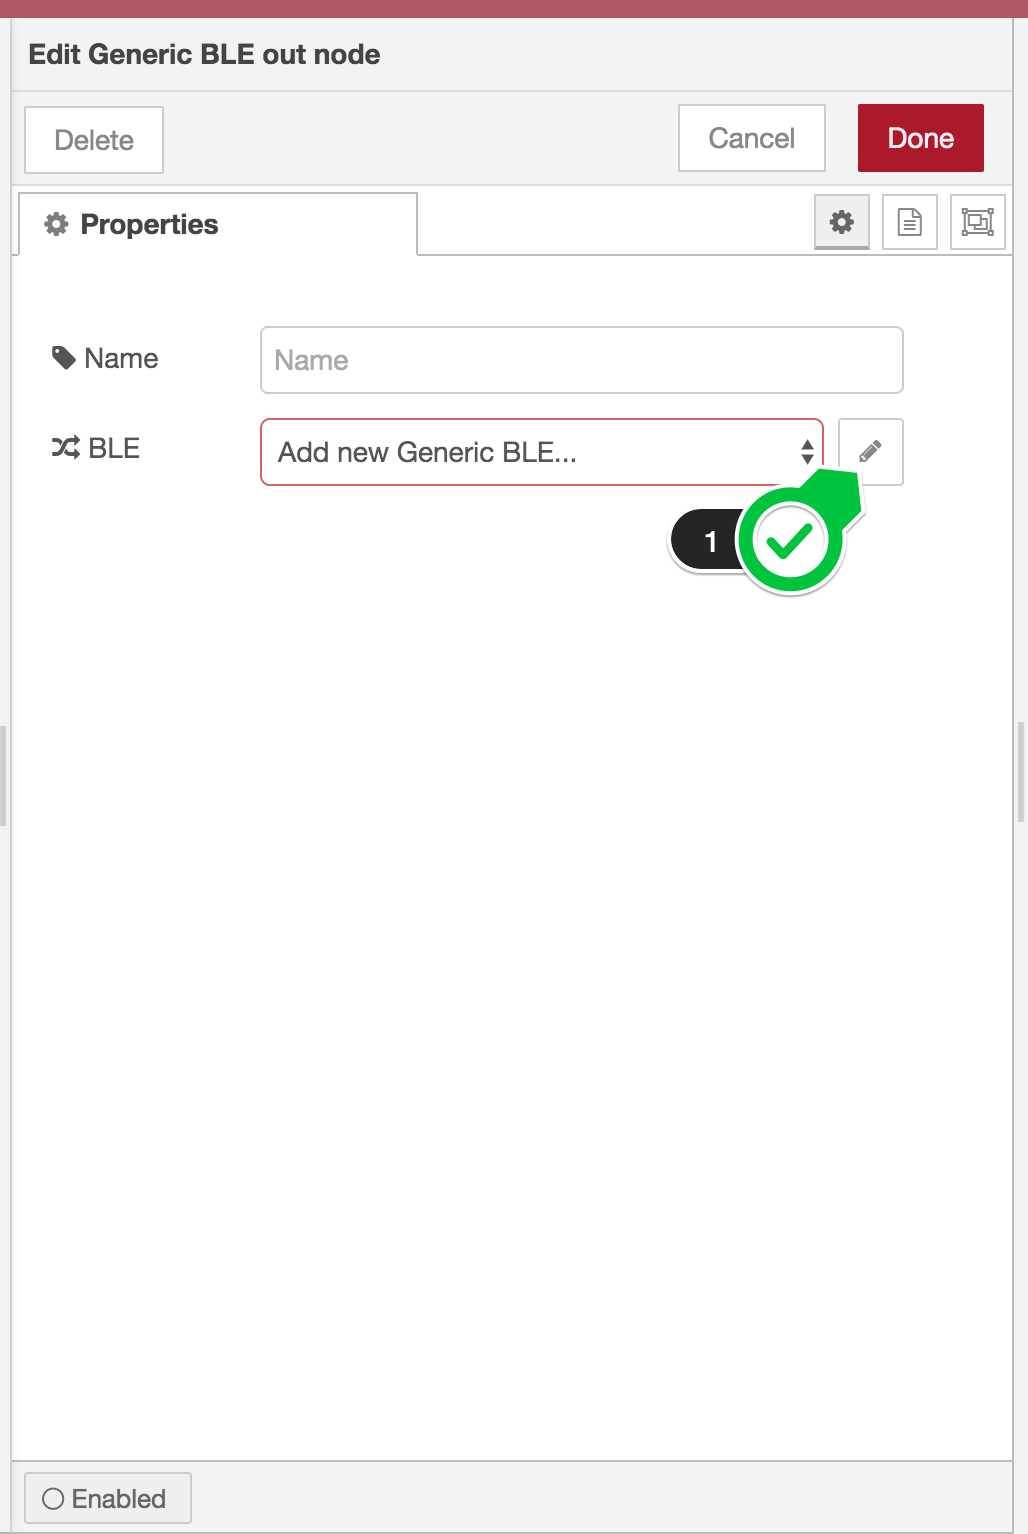 Edit Generic BLE out node
Delete
Cancel
Done
Properties
Name
Name
BLE
Add new Generic BLE...
1
Enabled